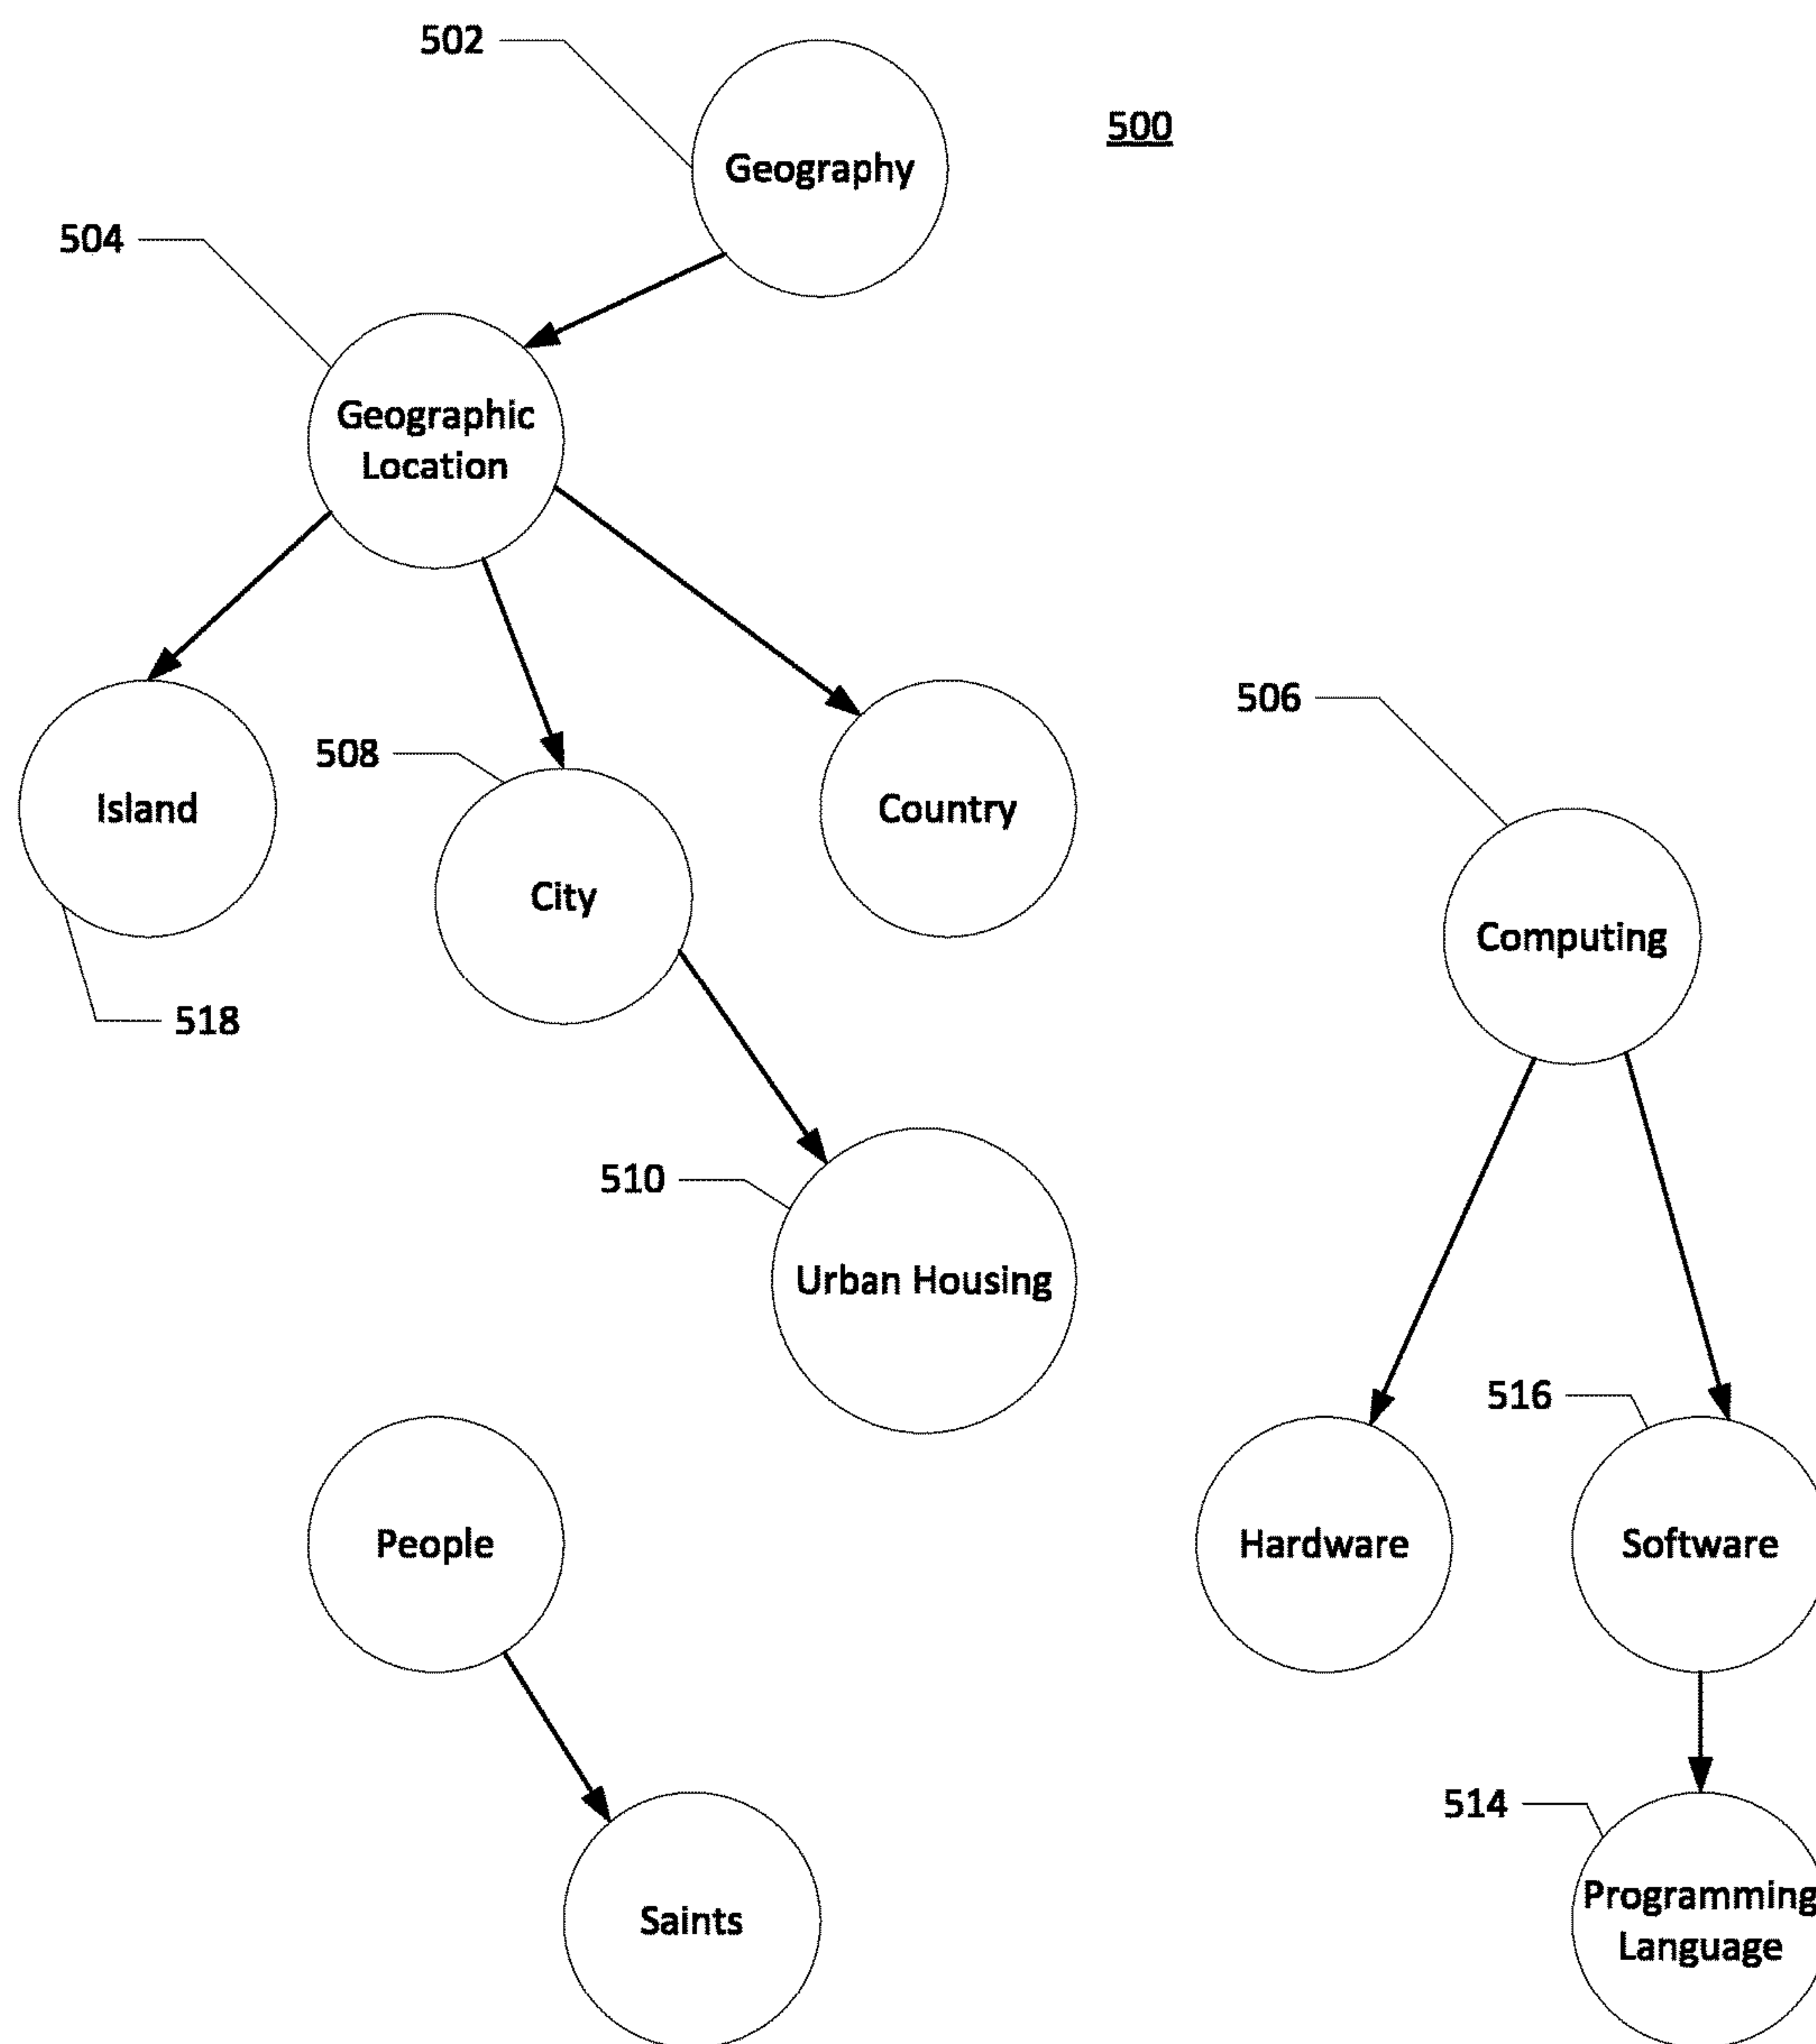 502
500
Geography
504
Geographic
Location
506
508
Island
Country
City
Computing
518
510
Urban Housing
516
People
Hardware
Software
514
Programming
Saints
Language